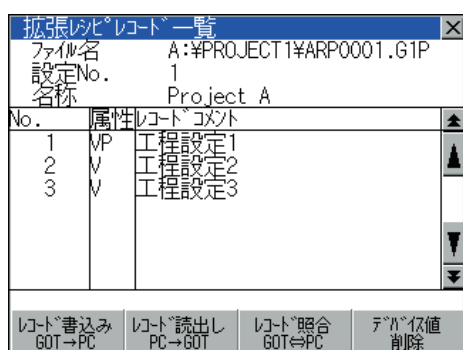 拡張ﾚｼﾋﾟﾚｺｰﾄﾞ一覧
ﾌｧｲﾙ名 A:¥PROJECT1¥ARP0001.G1P
設定No. 1
名称 Project A
No. 属性 ﾚｺｰﾄﾞｺﾒﾝﾄ
1 VP 工程設定1
2 V 工程設定2
3 V 工程設定3
ﾚｺｰﾄﾞ書込み ﾚｺｰﾄﾞ読出し ﾚｺｰﾄﾞ照合 ﾃﾞﾊﾞｲｽ値
GOT→PC PC→GOT GOT⇔PC 削除